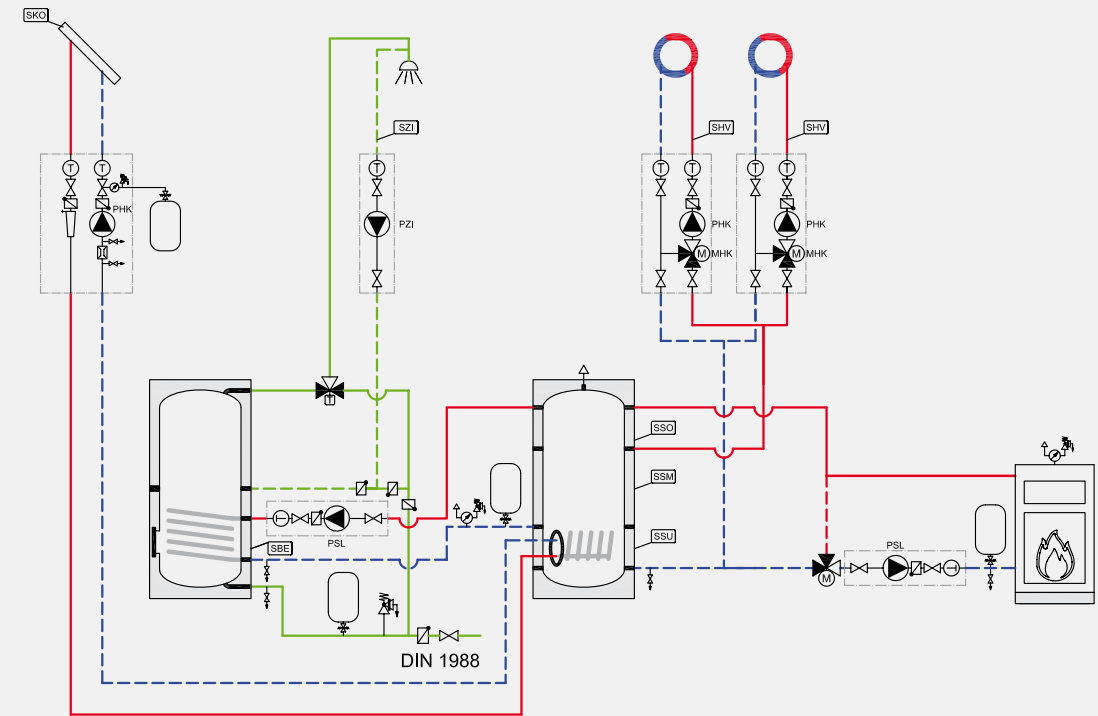 SKO
SZI
SHV
SHV
T
T
T
T
T
T
T
PHK
PZI
PHK
PHK
M
MHK
M
MHK
T
SSO
SSM
SSU
T
PSL
SBE
PSL
T
M
DIN 1988